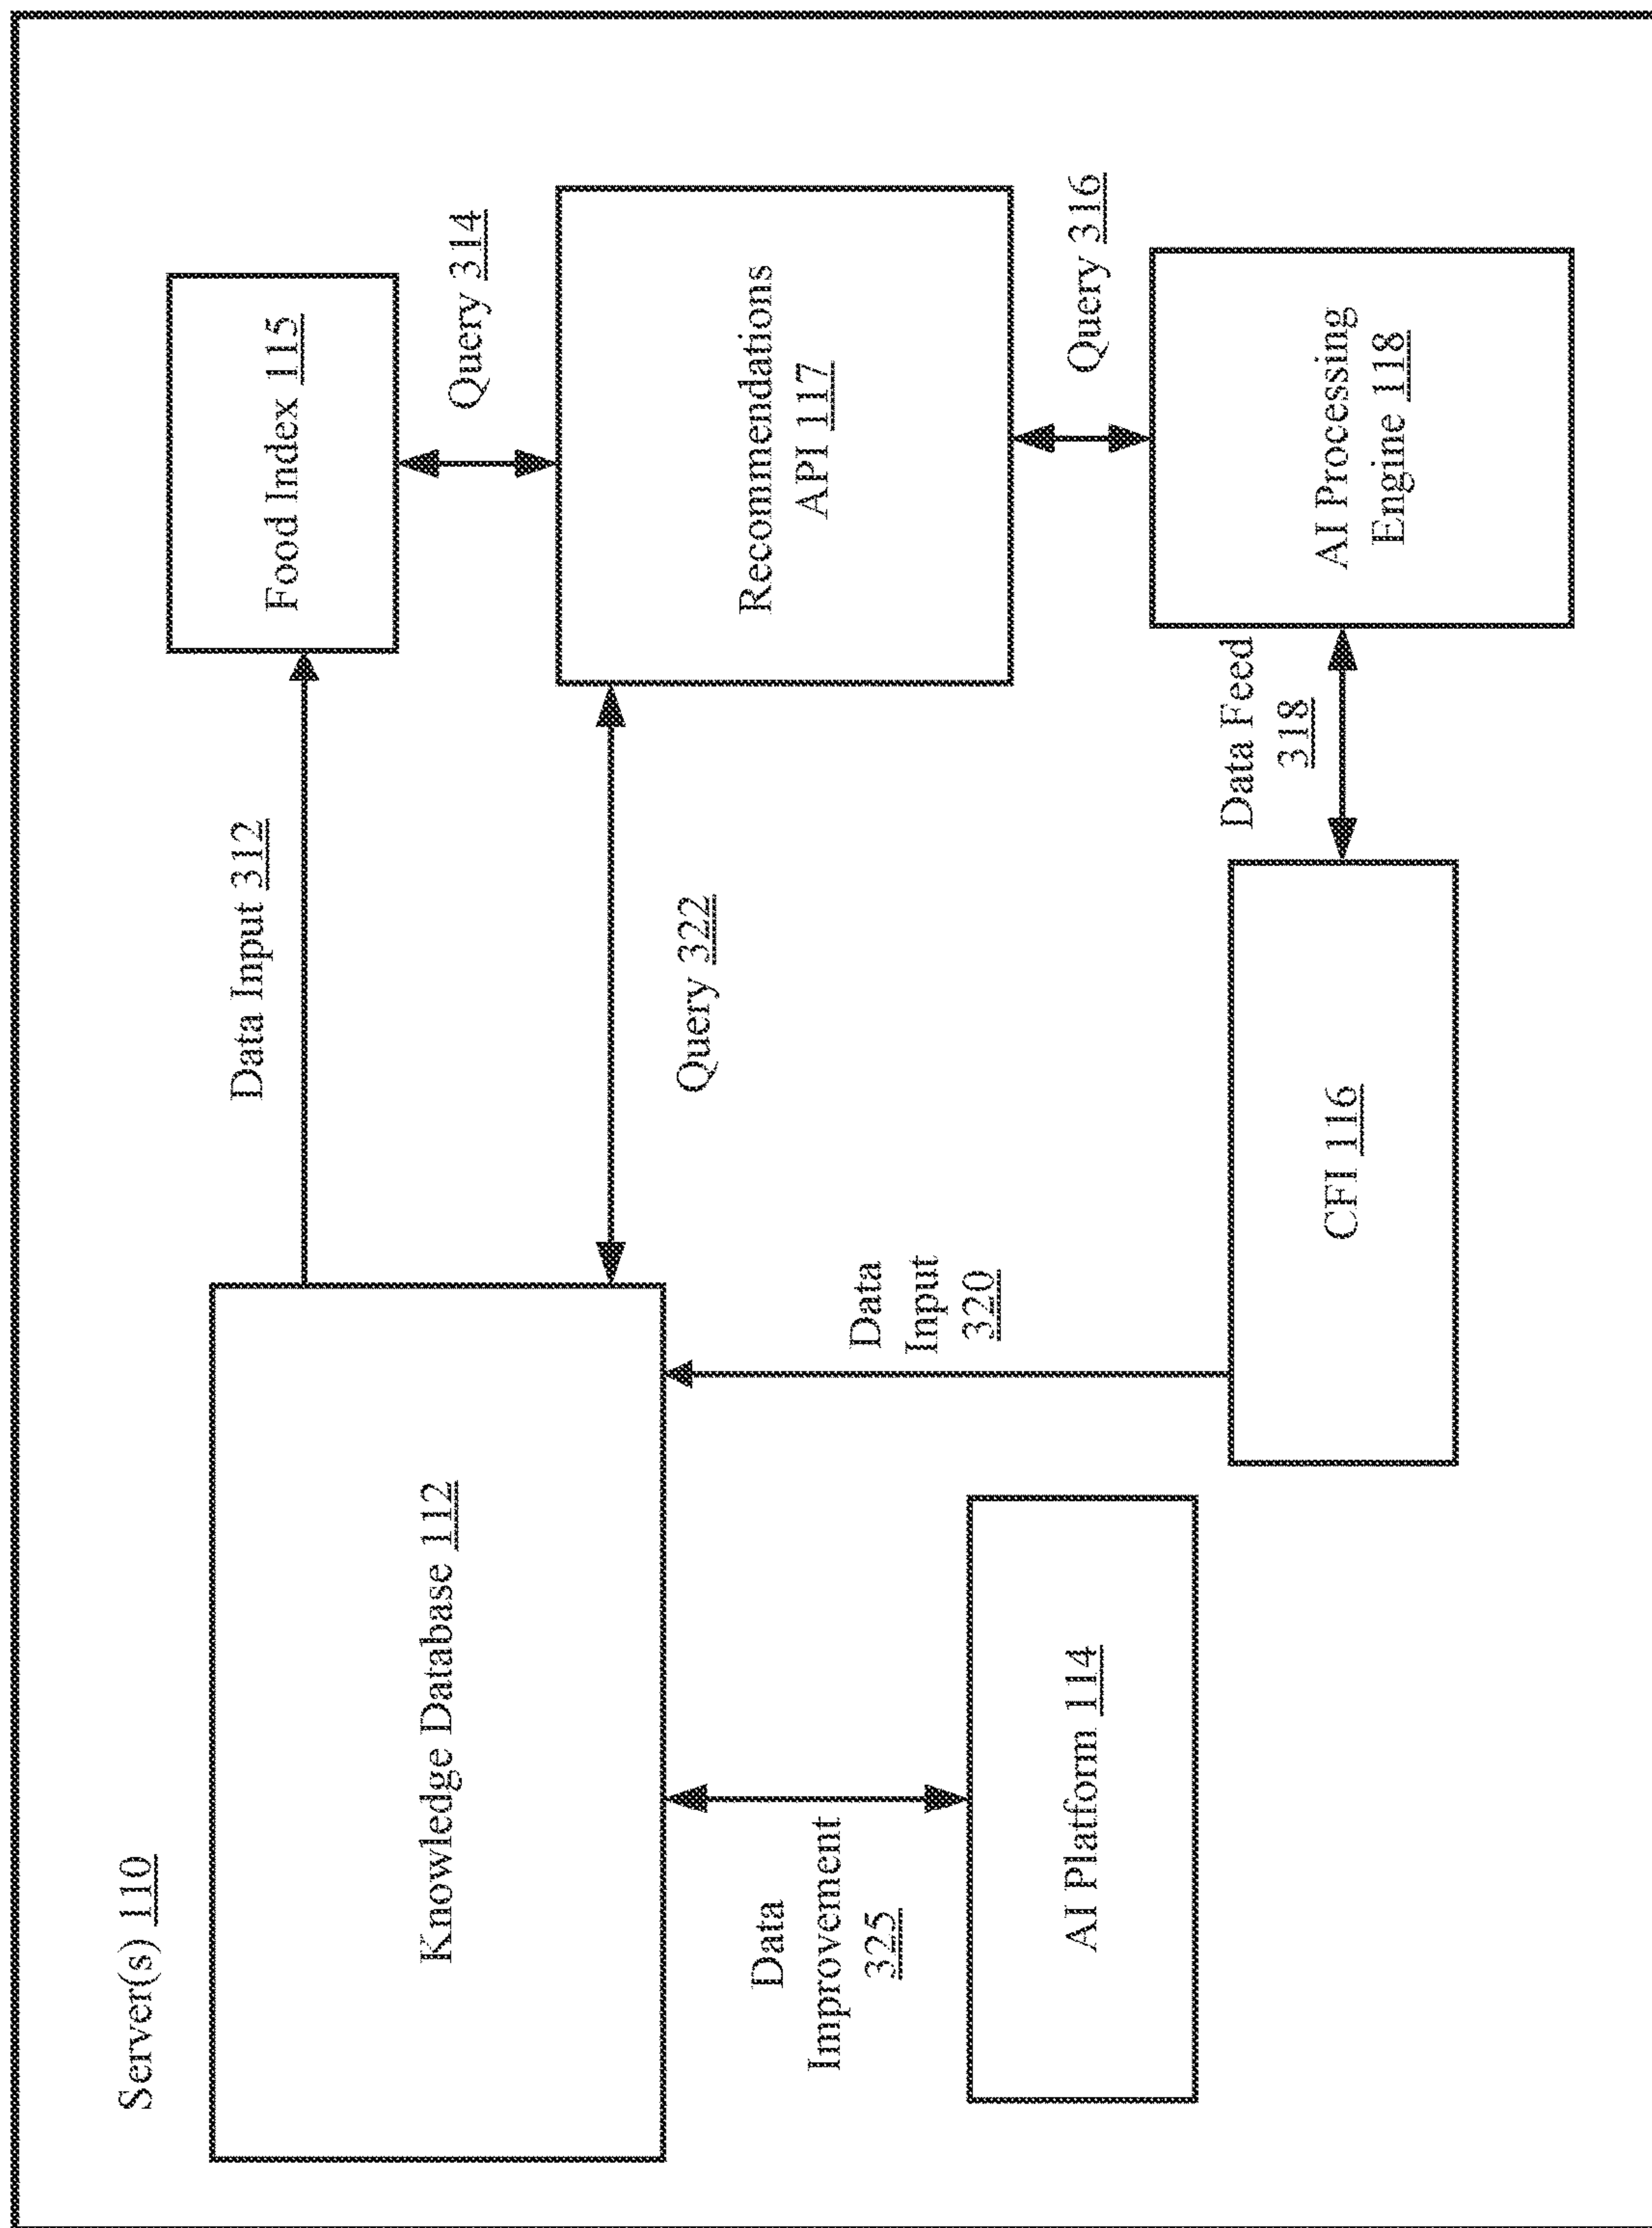 Server(s) 110
Knowledge Database 112
Data Input 312
Food Index 115
Query 314
Query 322
Recommendations
API 117
Data
Improvement
325
Data
Input
320
Query 316
AI Platform 114
CFI 116
Data Feed
318
AI Processing
Engine 118